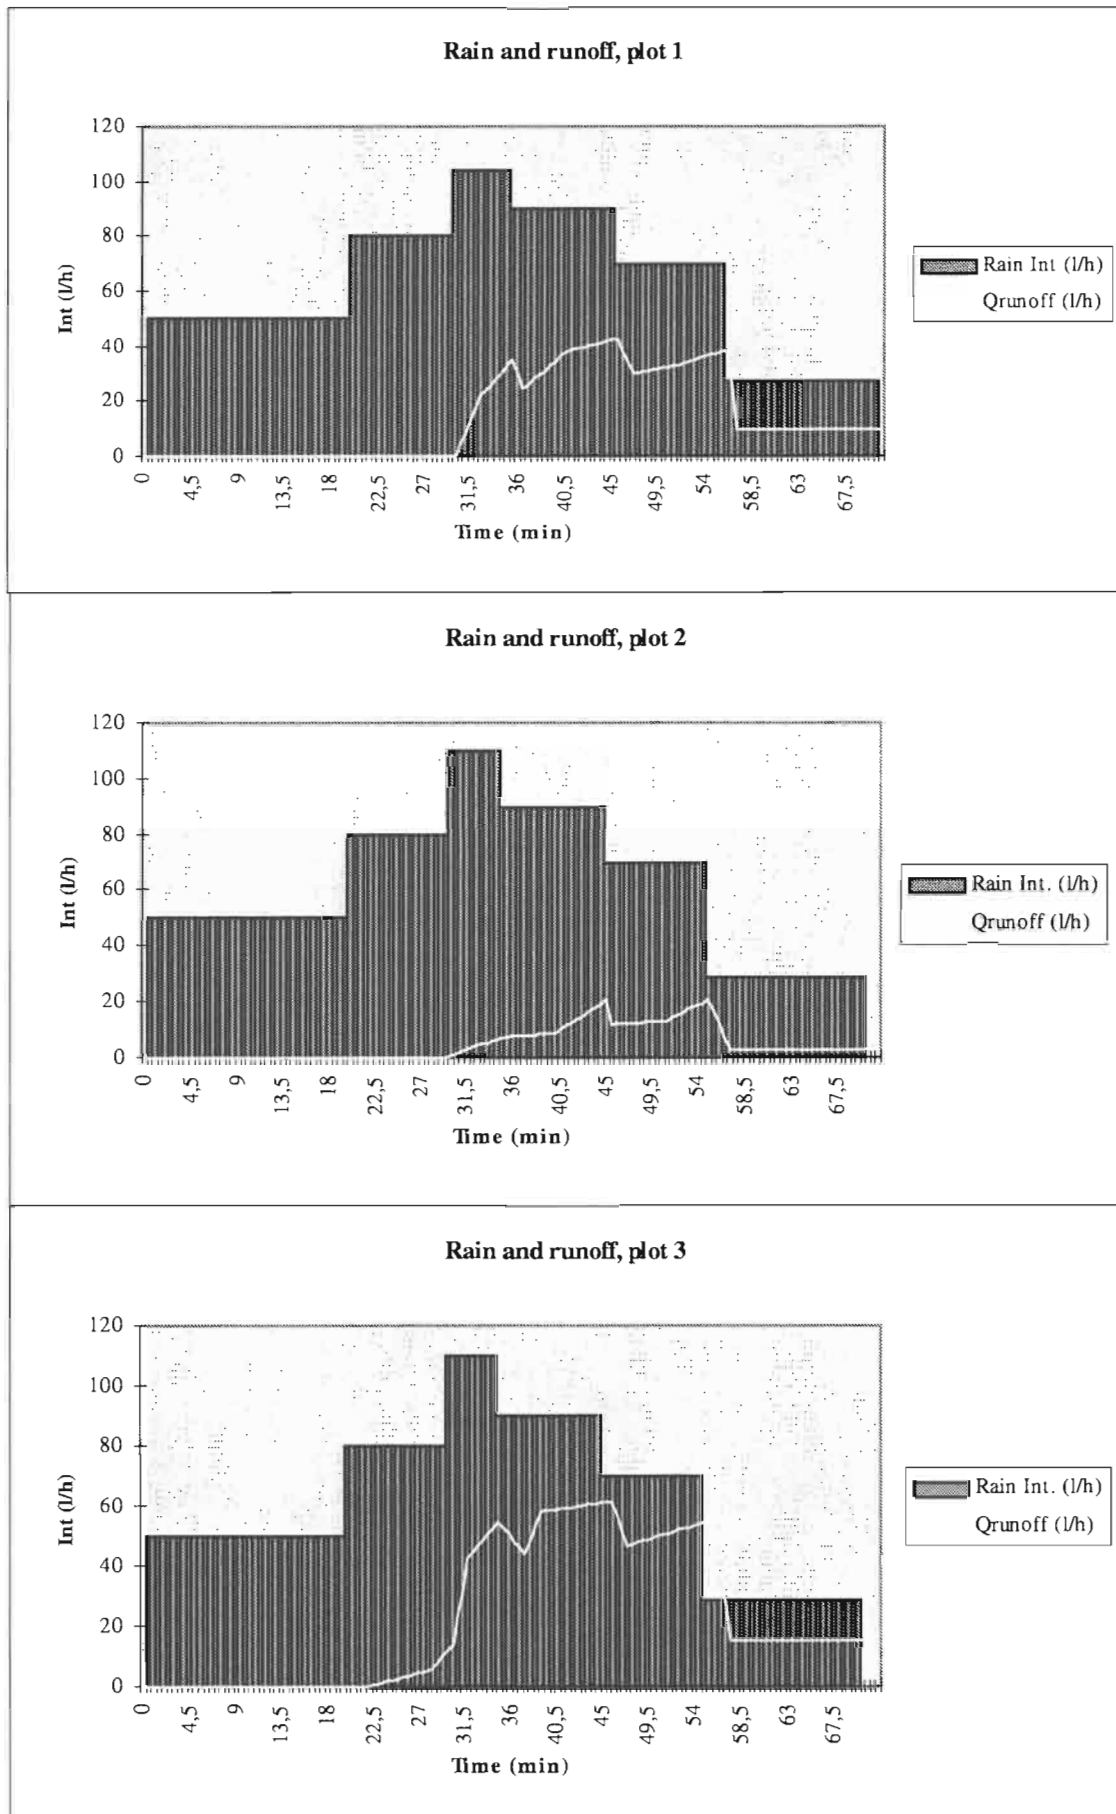 Rain and runoff, plot 1
120
100
80
60
40
20
0
Int (l/h)
0 4,5 9 13,5 18 22,5 27 31,5 36 40,5 45 49,5 54 58,5 63 67,5
Time (min)
Rain Int (l/h)
Qrunoff (l/h)
Rain and runoff, plot 2
120
100
80
60
40
20
0
Int (l/h)
0 4,5 9 13,5 18 22,5 27 31,5 36 40,5 45 49,5 54 58,5 63 67,5
Time (min)
Rain Int. (l/h)
Qrunoff (l/h)
Rain and runoff, plot 3
120
100
80
60
40
20
0
Int (l/h)
0 4,5 9 13,5 18 22,5 27 31,5 36 40,5 45 49,5 54 58,5 63 67,5
Time (min)
Rain Int. (l/h)
Qrunoff (l/h)